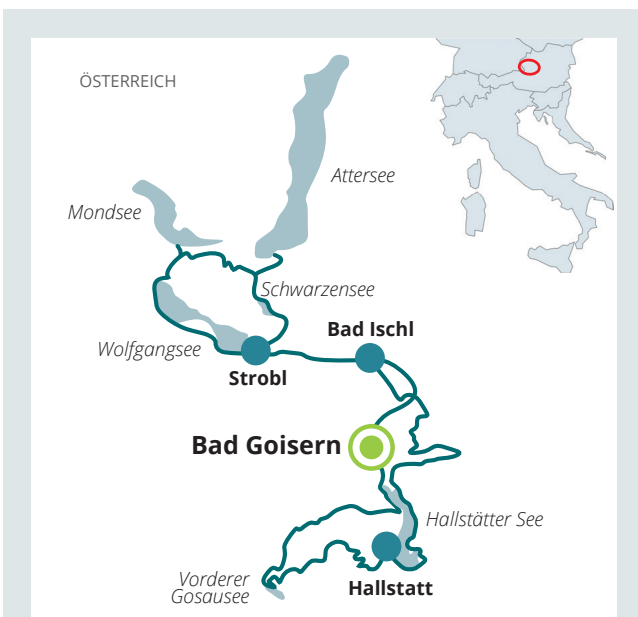 ÖSTERREICH
Attersee
Mondsee
Schwarzensee
Bad Ischl
Wolfgangsee
Strobl
Bad Goisern
Hallstätter See
Vorderer
Gosausee
Hallstatt